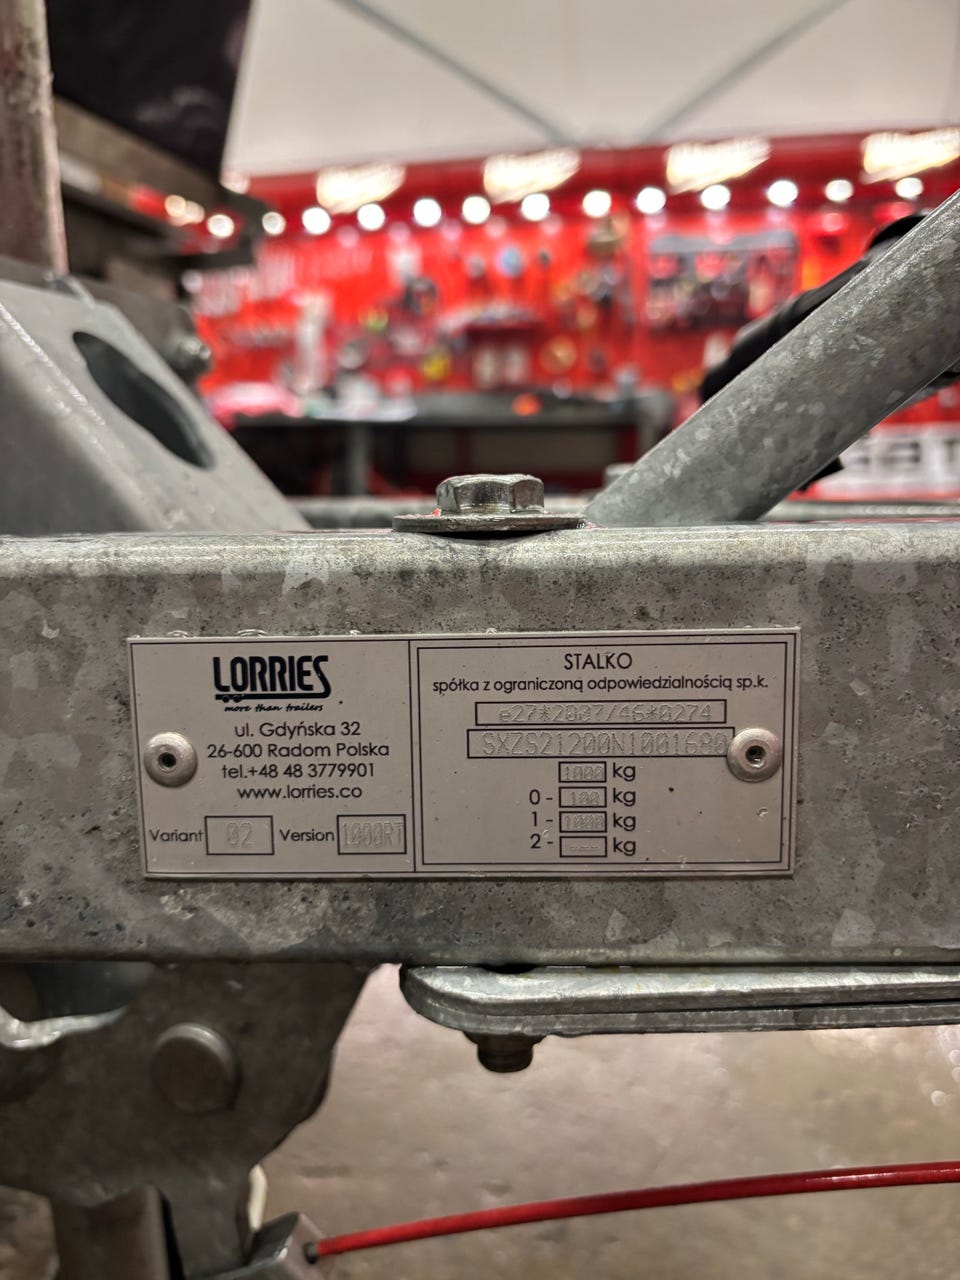 LORRIES
more than trailers
ul. Gdyńska 32
26-600 Radom Polska
tel.+48 48 3779901
www.lorries.co
Variant 02 Version 1000RT
STALKO
spółka z ograniczoną odpowiedzialnością sp.k.
e27*2007/46*0274
SXZS21200N1001680
1000 kg
0 - 100 kg
1 - 1000 kg
2 - ----- kg